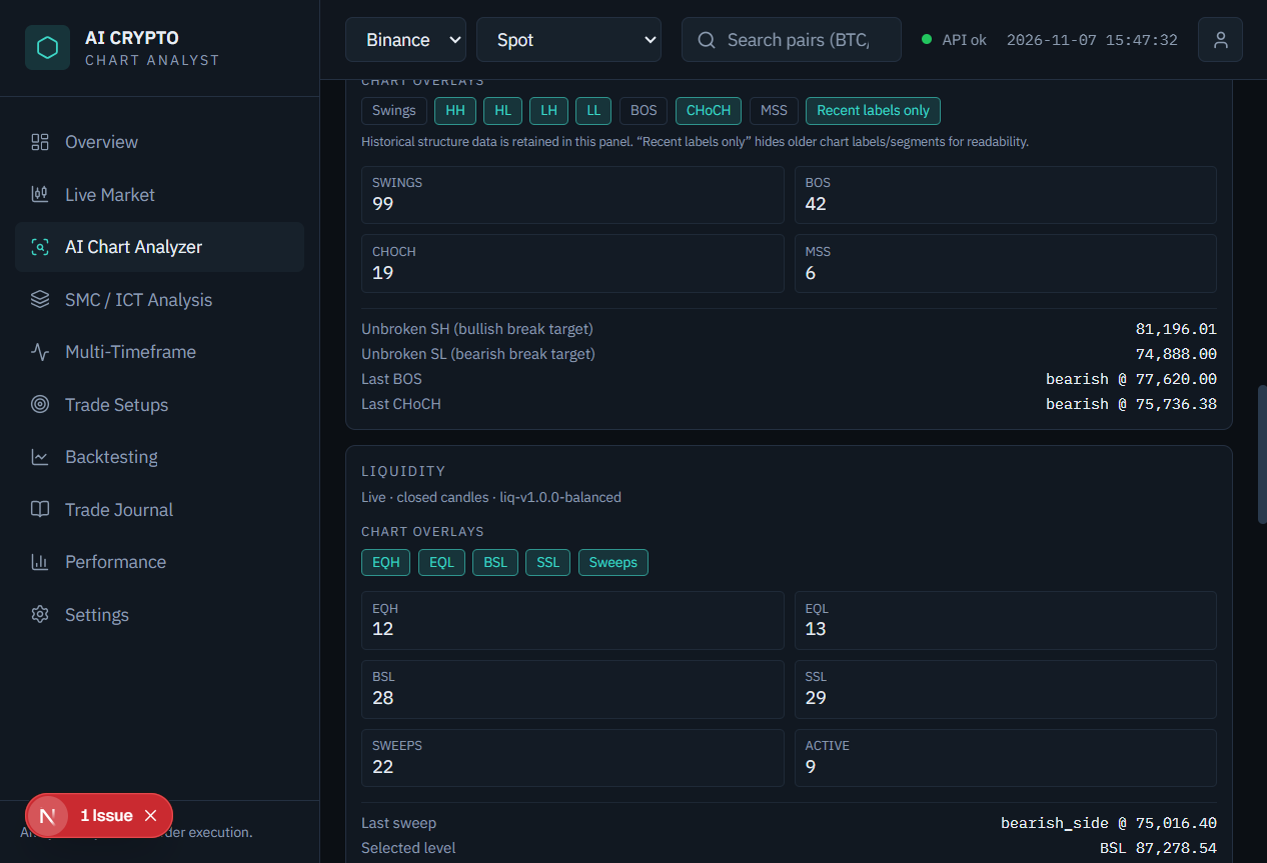 AI CRYPTO
CHART ANALYST
Binance
Spot
Search pairs (BTC,
API ok
2026-11-07 15:47:32
Overview
Live Market
AI Chart Analyzer
SMC / ICT Analysis
Multi-Timeframe
Trade Setups
Backtesting
Trade Journal
Performance
Settings
N
1 Issue
der execution.
CHART OVERLAYS
Swings HH HL LH LL BOS CHoCH MSS Recent labels only
Historical structure data is retained in this panel. “Recent labels only” hides older chart labels/segments for readability.
SWINGS
99
BOS
42
CHOCH
19
MSS
6
Unbroken SH (bullish break target) 81,196.01
Unbroken SL (bearish break target) 74,888.00
Last BOS bearish @ 77,620.00
Last CHoCH bearish @ 75,736.38
LIQUIDITY
Live · closed candles · liq-v1.0.0-balanced
CHART OVERLAYS
EQH EQL BSL SSL Sweeps
EQH
12
EQL
13
BSL
28
SSL
29
SWEEPS
22
ACTIVE
9
Last sweep bearish_side @ 75,016.40
Selected level BSL 87,278.54